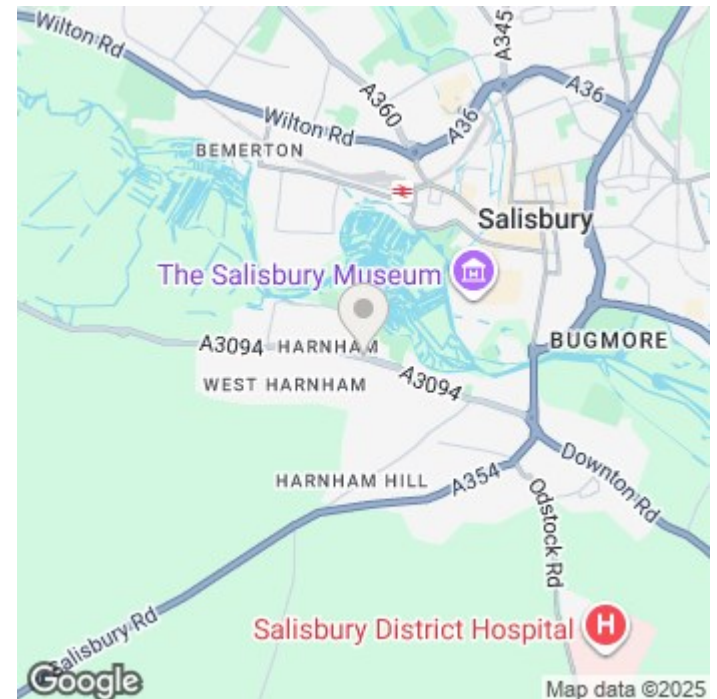 Wilton Rd
A345
A360
A36
A36
Wilton Rd
BEMERTON
Salisbury
The Salisbury Museum
A3094
HARNHAM
BUGMORE
WEST HARNHAM
A3094
HARNHAM HILL
A354
Downton Rd
Odstock Rd
Salisbury Rd
Salisbury District Hospital
H
Google
Map data ©2025